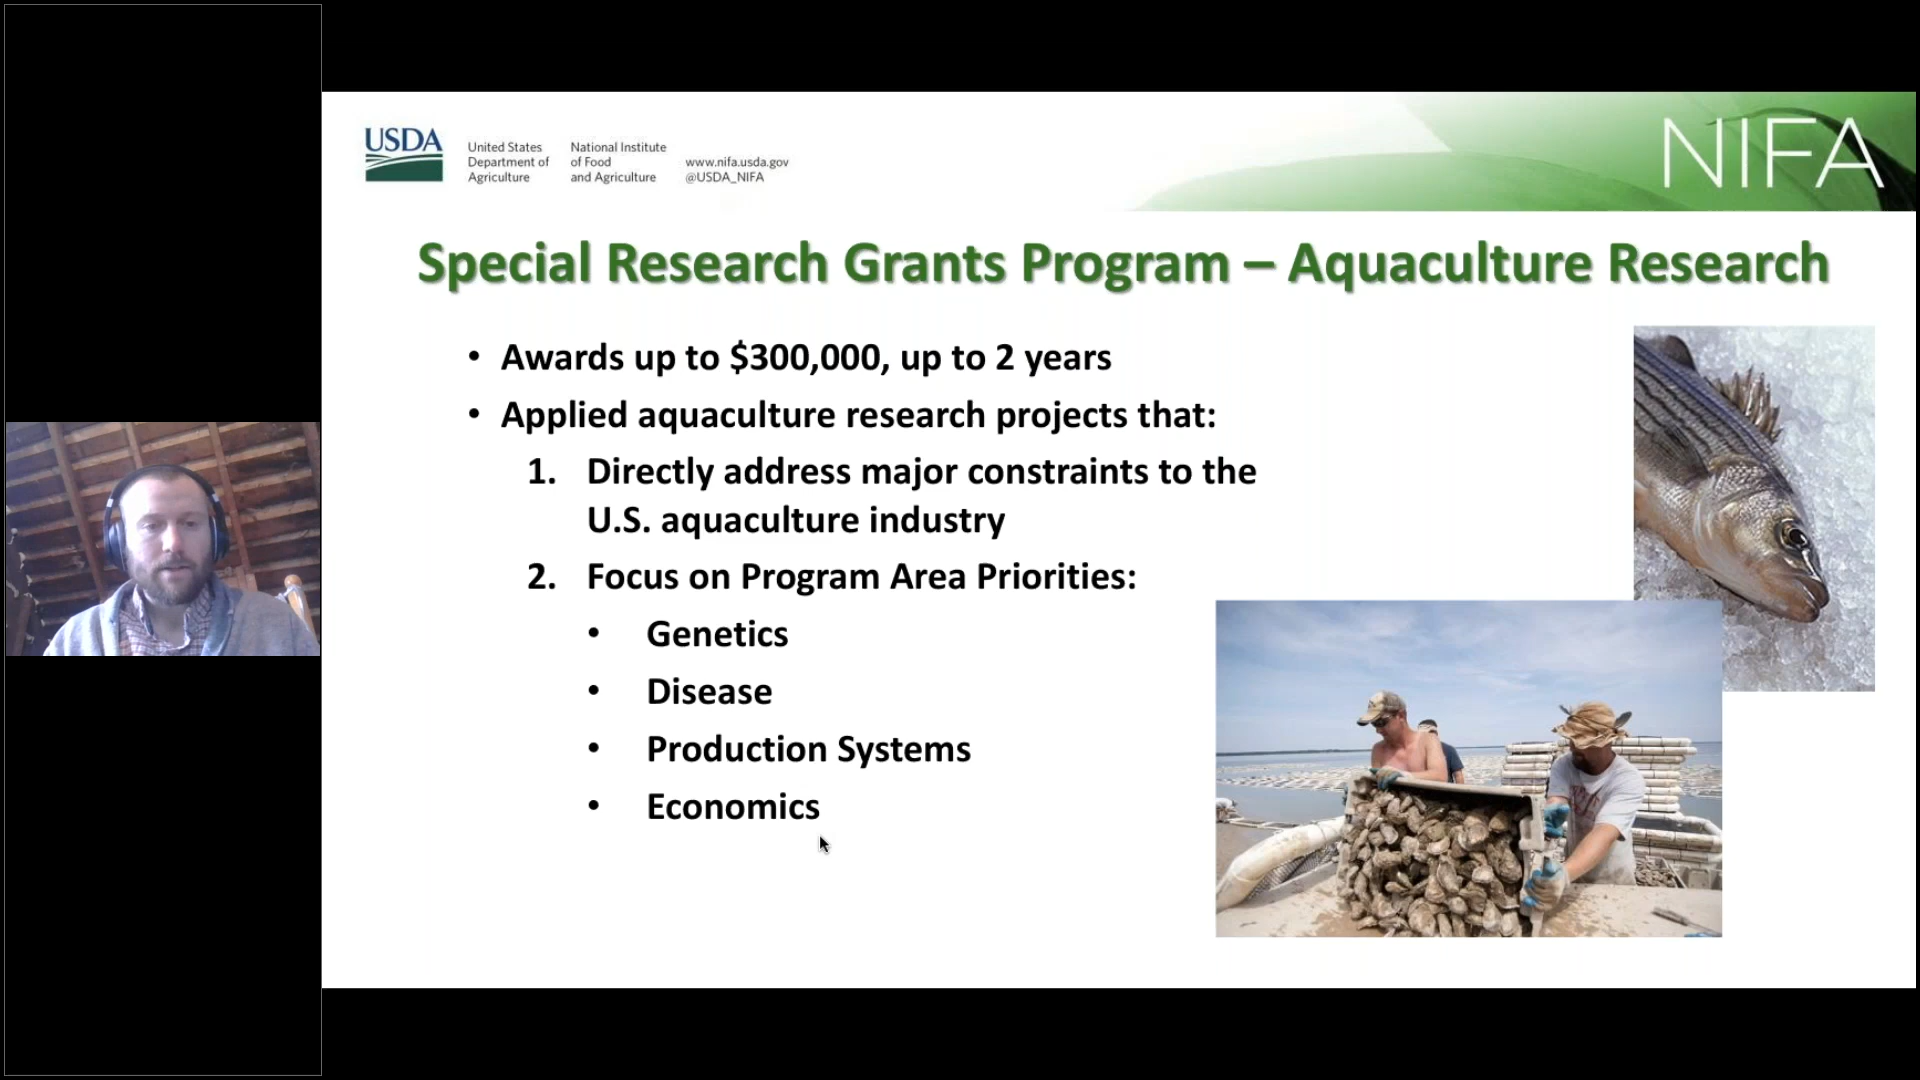 USDA
United States
Department of
Agriculture
National Institute
of Food
and Agriculture
www.nifa.usda.gov
@USDA_NIFA
NIFA
Special Research Grants Program – Aquaculture Research
• Awards up to $300,000, up to 2 years
• Applied aquaculture research projects that:
1. Directly address major constraints to the
U.S. aquaculture industry
2. Focus on Program Area Priorities:
• Genetics
• Disease
• Production Systems
• Economics